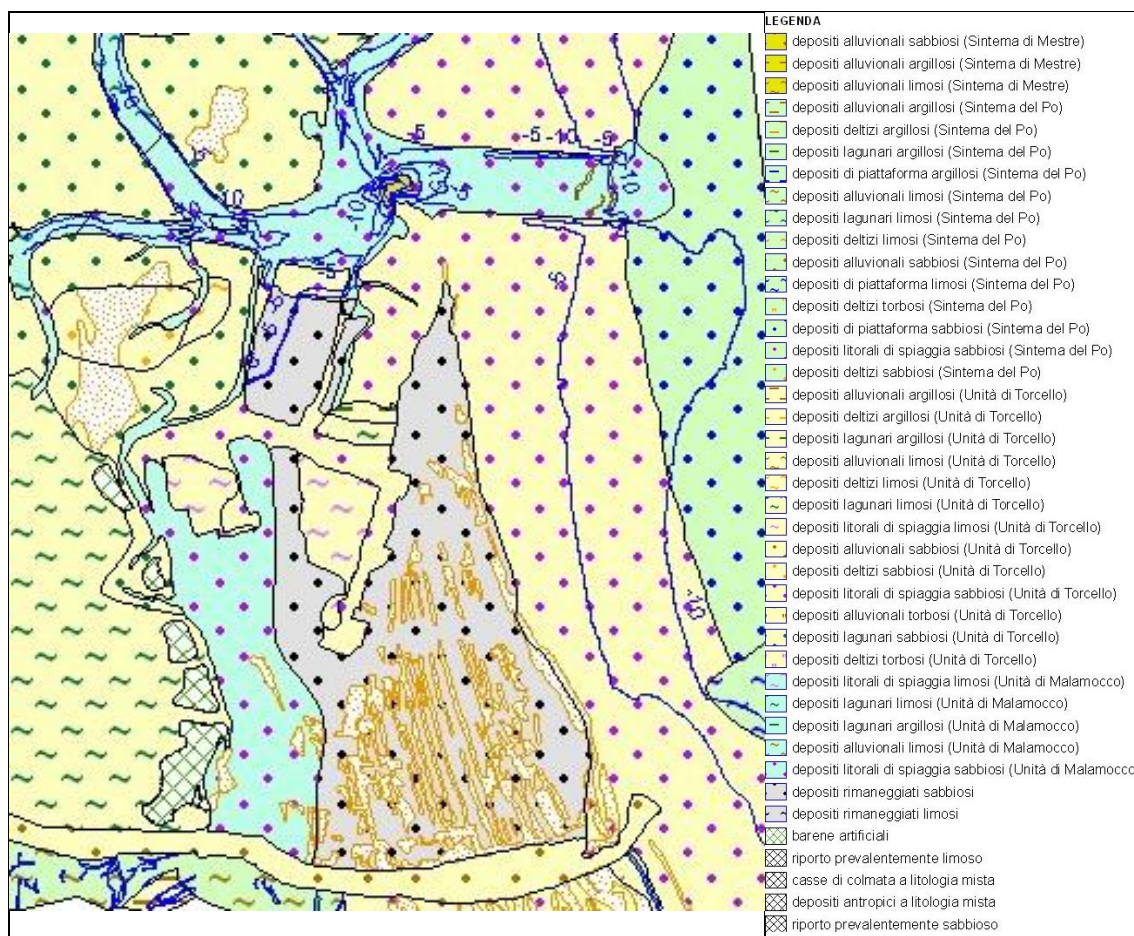 LEGENDA
depositi alluvionali sabbiosi (Sintema di Mestre)
depositi alluvionali argillosi (Sintema di Mestre)
depositi alluvionali limosi (Sintema di Mestre)
depositi alluvionali argillosi (Sintema del Po)
depositi deltizi argillosi (Sintema del Po)
depositi lagunari argillosi (Sintema del Po)
depositi di piattaforma argillosi (Sintema del Po)
depositi alluvionali limosi (Sintema del Po)
depositi lagunari limosi (Sintema del Po)
depositi deltizi limosi (Sintema del Po)
depositi alluvionali sabbiosi (Sintema del Po)
depositi di piattaforma limosi (Sintema del Po)
depositi deltizi torbosi (Sintema del Po)
depositi di piattaforma sabbiosi (Sintema del Po)
depositi litorali di spiaggia sabbiosi (Sintema del Po)
depositi deltizi sabbiosi (Sintema del Po)
depositi alluvionali argillosi (Unità di Torcello)
depositi deltizi argillosi (Unità di Torcello)
depositi lagunari argillosi (Unità di Torcello)
depositi alluvionali limosi (Unità di Torcello)
depositi deltizi limosi (Unità di Torcello)
depositi lagunari limosi (Unità di Torcello)
depositi litorali di spiaggia limosi (Unità di Torcello)
depositi alluvionali sabbiosi (Unità di Torcello)
depositi deltizi sabbiosi (Unità di Torcello)
depositi litorali di spiaggia sabbiosi (Unità di Torcello)
depositi alluvionali torbosi (Unità di Torcello)
depositi lagunari sabbiosi (Unità di Torcello)
depositi deltizi torbosi (Unità di Torcello)
depositi litorali di spiaggia limosi (Unità di Malamocco)
depositi lagunari limosi (Unità di Malamocco)
depositi lagunari argillosi (Unità di Malamocco)
depositi alluvionali limosi (Unità di Malamocco)
depositi litorali di spiaggia sabbiosi (Unità di Malamocco
depositi rimaneggiati sabbiosi
depositi rimaneggiati limosi
barene artificiali
riporto prevalentemente limoso
casse di colmata a litologia mista
depositi antropici a litologia mista
riporto prevalentemente sabbioso
-5
-5 -10
-5
-10
-5
-10
-5